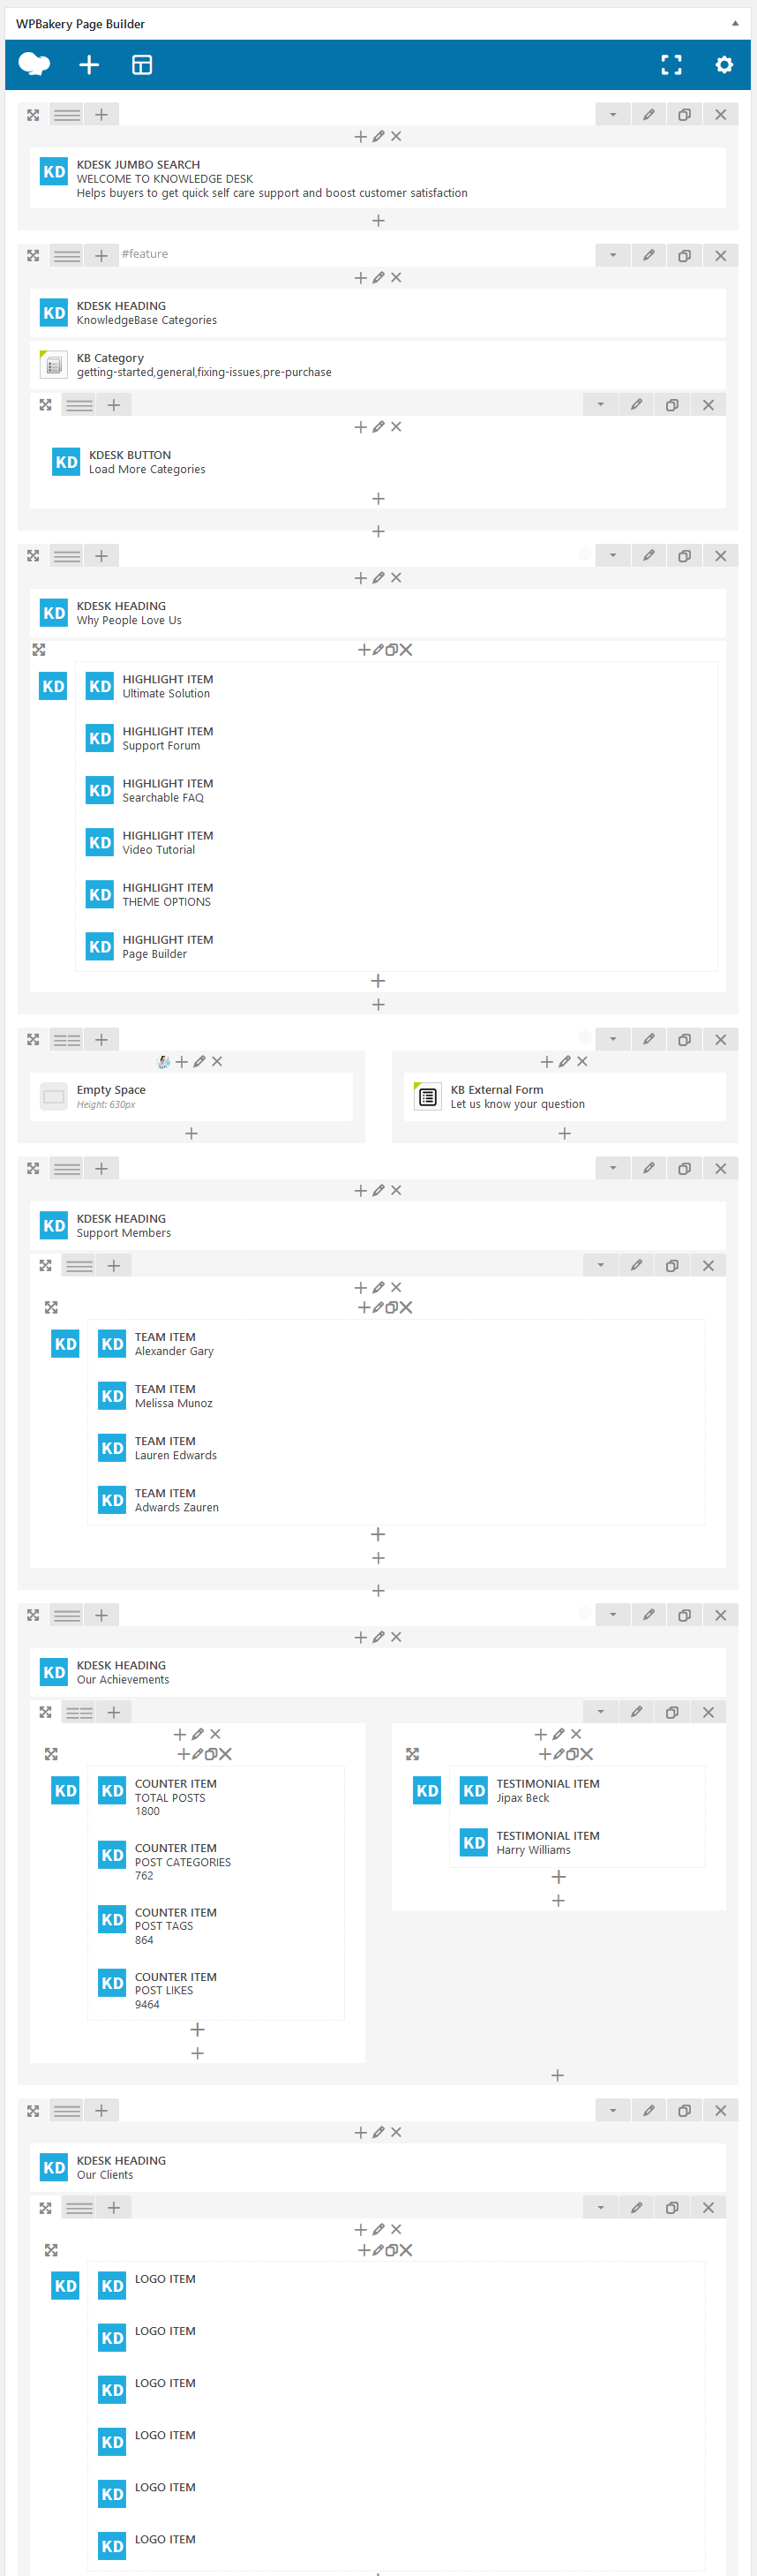 WPBakery Page Builder
KD
KDESK JUMBO SEARCH
WELCOME TO KNOWLEDGE DESK
Helps buyers to get quick self care support and boost customer satisfaction
#feature
KD
KDESK HEADING
KnowledgeBase Categories
KB Category
getting-started,general,fixing-issues,pre-purchase
KD
KDESK BUTTON
Load More Categories
KD
KDESK HEADING
Why People Love Us
KD
KD
HIGHLIGHT ITEM
Ultimate Solution
KD
HIGHLIGHT ITEM
Support Forum
KD
HIGHLIGHT ITEM
Searchable FAQ
KD
HIGHLIGHT ITEM
Video Tutorial
KD
HIGHLIGHT ITEM
THEME OPTIONS
KD
HIGHLIGHT ITEM
Page Builder
Empty Space
Height: 630px
KB External Form
Let us know your question
KD
KDESK HEADING
Support Members
KD
KD
TEAM ITEM
Alexander Gary
KD
TEAM ITEM
Melissa Munoz
KD
TEAM ITEM
Lauren Edwards
KD
TEAM ITEM
Adwards Zauren
KD
KDESK HEADING
Our Achievements
KD
KD
COUNTER ITEM
TOTAL POSTS
1800
KD
COUNTER ITEM
POST CATEGORIES
762
KD
COUNTER ITEM
POST TAGS
864
KD
COUNTER ITEM
POST LIKES
9464
KD
KD
TESTIMONIAL ITEM
Jipax Beck
KD
TESTIMONIAL ITEM
Harry Williams
KD
KDESK HEADING
Our Clients
KD
KD
LOGO ITEM
KD
LOGO ITEM
KD
LOGO ITEM
KD
LOGO ITEM
KD
LOGO ITEM
KD
LOGO ITEM